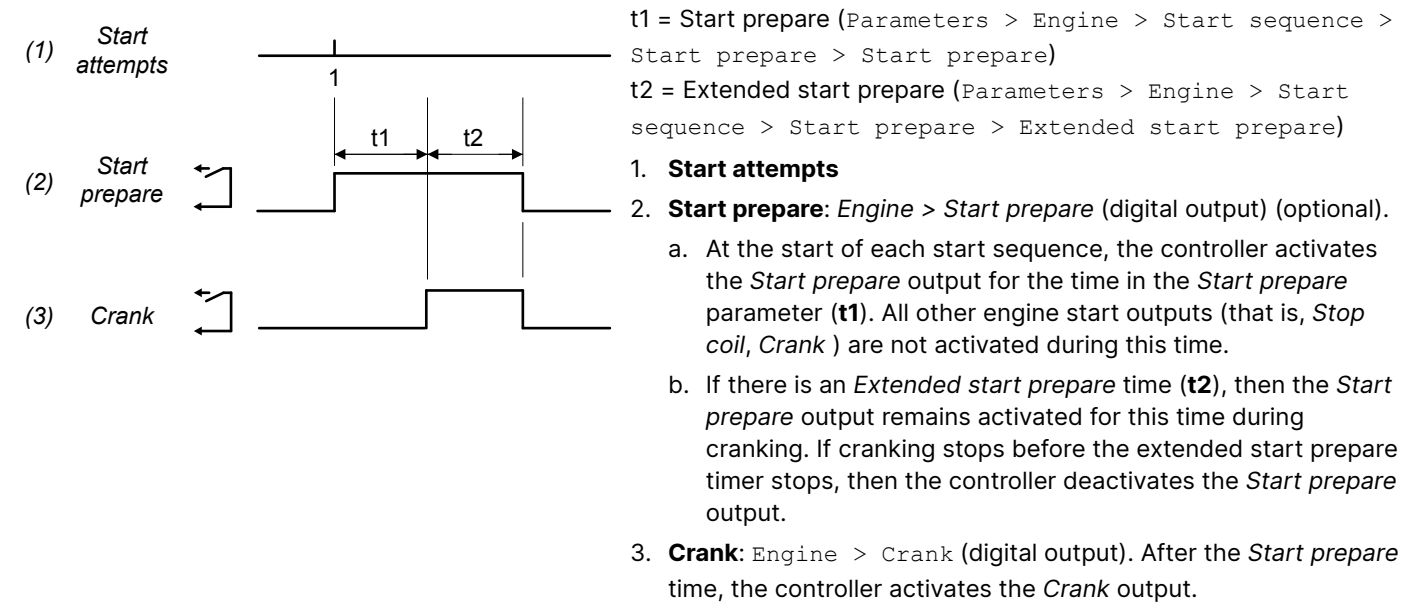 (1) Start attempts
1
t1 t2
(2) Start prepare
(3) Crank
t1 = Start prepare (Parameters > Engine > Start sequence >
Start prepare > Start prepare)
t2 = Extended start prepare (Parameters > Engine > Start
sequence > Start prepare > Extended start prepare)
1. Start attempts
2. Start prepare: Engine > Start prepare (digital output) (optional).
a. At the start of each start sequence, the controller activates
the Start prepare output for the time in the Start prepare
parameter (t1). All other engine start outputs (that is, Stop
coil, Crank ) are not activated during this time.
b. If there is an Extended start prepare time (t2), then the Start
prepare output remains activated for this time during
cranking. If cranking stops before the extended start prepare
timer stops, then the controller deactivates the Start prepare
output.
3. Crank: Engine > Crank (digital output). After the Start prepare
time, the controller activates the Crank output.